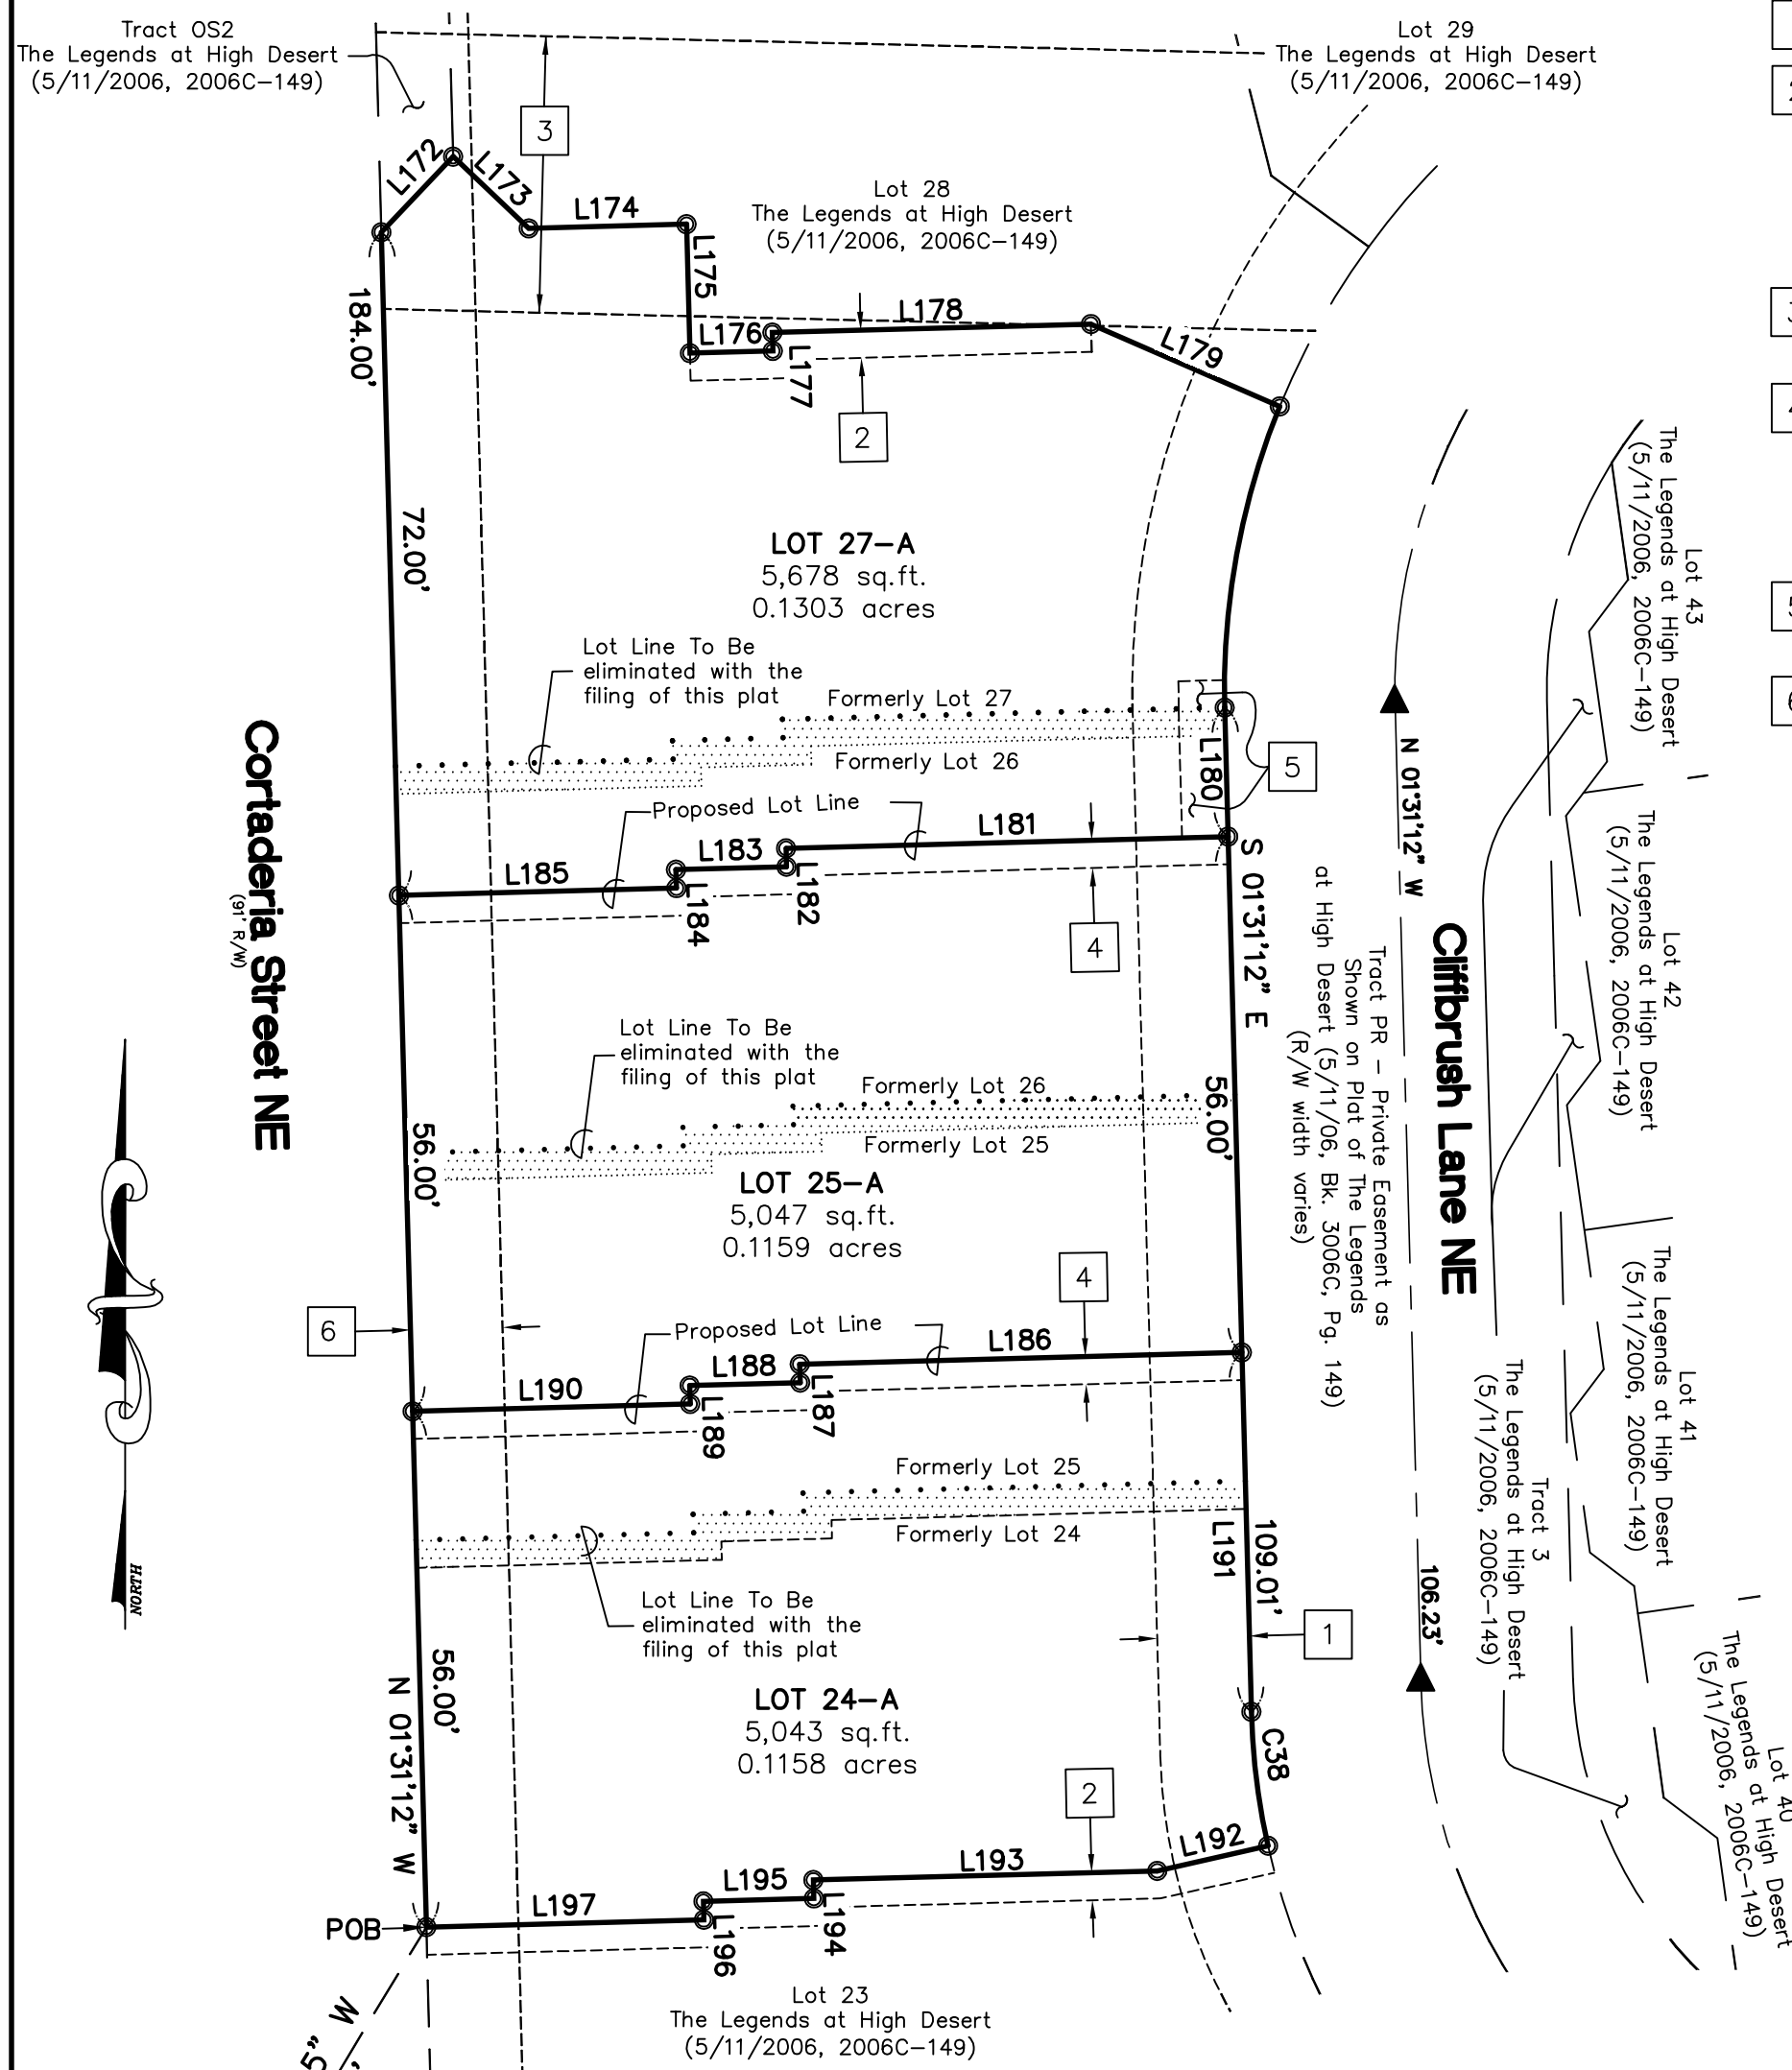 Tract OS2
The Legends at High Desert
(5/11/2006, 2006C-149)
Lot 29
The Legends at High Desert
(5/11/2006, 2006C-149)
3
L172
L173
L174
L175
Lot 28
The Legends at High Desert
(5/11/2006, 2006C-149)
L176
L177
L178
L179
2
184.00'
72.00'
LOT 27-A
5,678 sq.ft.
0.1303 acres
Lot Line To Be
eliminated with the
filing of this plat
Formerly Lot 27
Formerly Lot 26
L180
5
Proposed Lot Line
L181
L182
L183
L184
L185
4
S 01°31'12" E
Cortaderia Street NE
(91' R/W)
Lot Line To Be
eliminated with the
filing of this plat
Formerly Lot 26
Formerly Lot 25
56.00'
56.00'
LOT 25-A
5,047 sq.ft.
0.1159 acres
4
6
Proposed Lot Line
L186
L187
L188
L189
L190
Formerly Lot 25
Formerly Lot 24
L191
109.01'
1
Lot Line To Be
eliminated with the
filing of this plat
56.00'
N 01°31'12" W
LOT 24-A
5,043 sq.ft.
0.1158 acres
C38
2
L192
L193
L194
L195
L196
L197
POB
Lot 23
The Legends at High Desert
(5/11/2006, 2006C-149)
5" W
NORTH
N 01°31'12" W
106.23'
Cliffbrush Lane NE
Tract PR - Private Easement as
Shown on Plat of The Legends
at High Desert (5/11/06, Bk. 3006C, Pg. 149)
(R/W width varies)
Lot 43
The Legends at High Desert
(5/11/2006, 2006C-149)
Lot 42
The Legends at High Desert
(5/11/2006, 2006C-149)
Lot 41
The Legends at High Desert
(5/11/2006, 2006C-149)
Tract 3
The Legends at High Desert
(5/11/2006, 2006C-149)
Lot 40
The Legends at High Desert
(5/11/2006, 2006C-149)